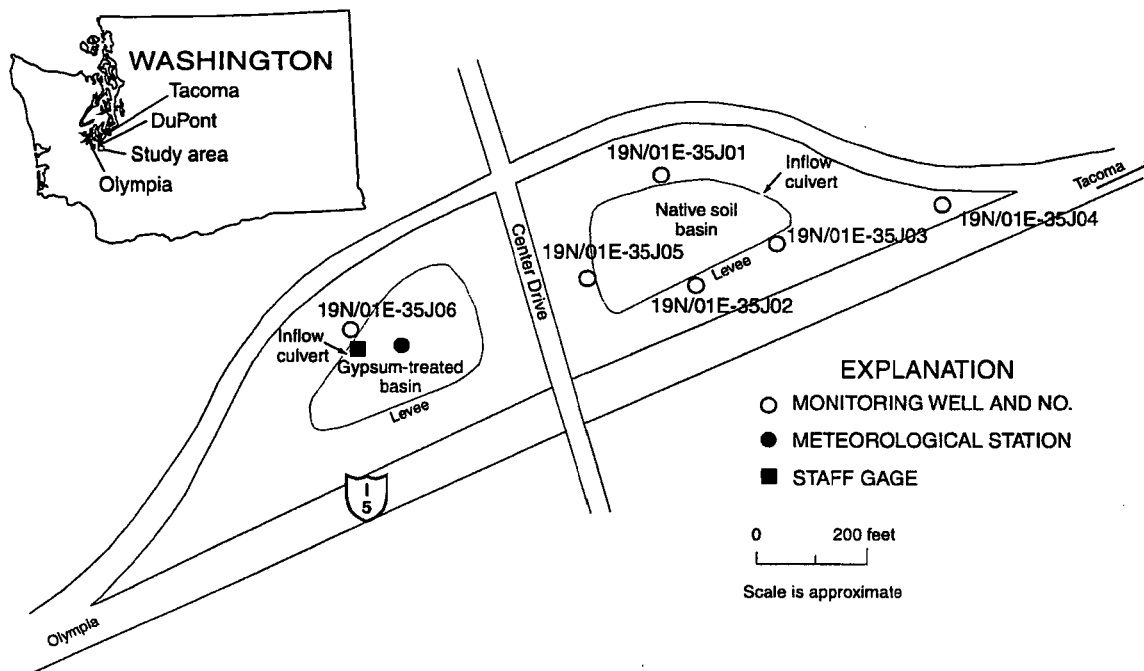 WASHINGTON
Tacoma
DuPont
Study area
Olympia
19N/01E-35J01
Inflow
culvert
Tacoma
Native soil
basin
19N/01E-35J04
19N/01E-35J03
19N/01E-35J05
Levee
19N/01E-35J02
Center Drive
19N/01E-35J06
Inflow
culvert
Gypsum-treated
basin
Levee
I
5
Olympia
EXPLANATION
MONITORING WELL AND NO.
METEOROLOGICAL STATION
STAFF GAGE
0 200 feet
Scale is approximate